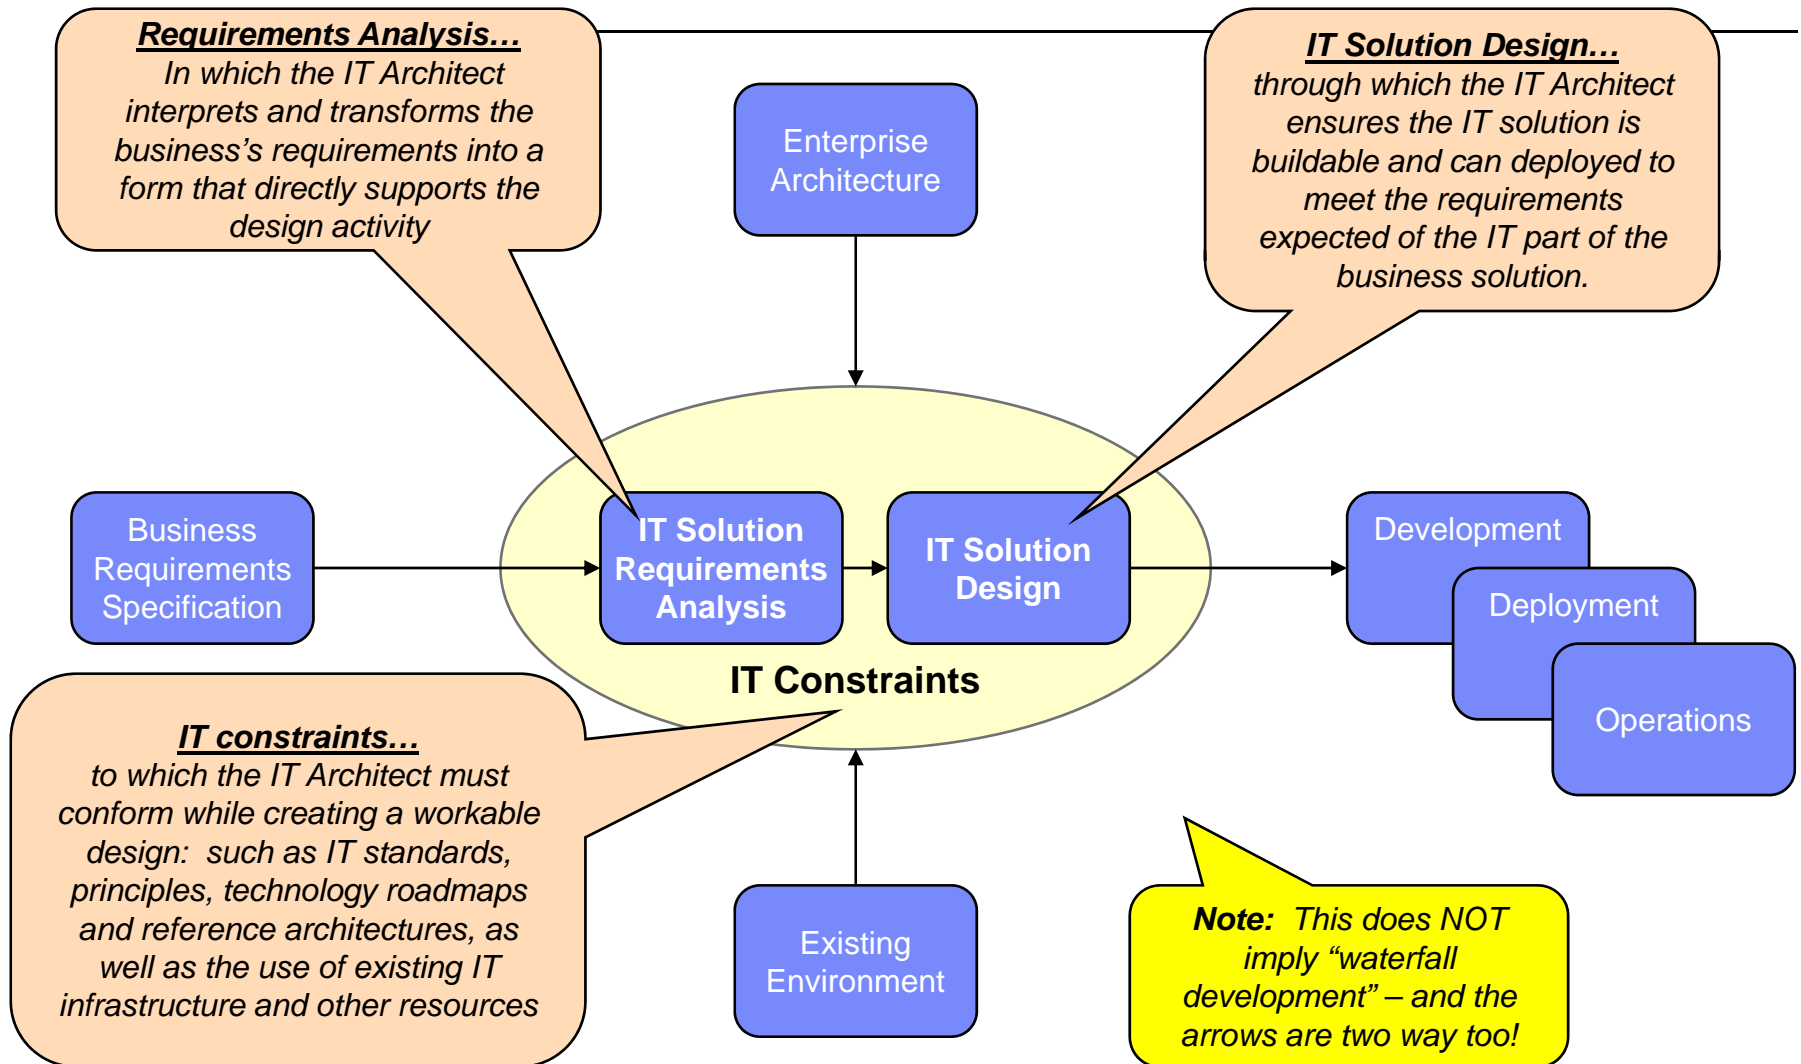 Requirements Analysis…
In which the IT Architect
interprets and transforms the
business’s requirements into a
form that directly supports the
design activity
IT Solution Design…
through which the IT Architect
ensures the IT solution is
buildable and can deployed to
meet the requirements
expected of the IT part of the
business solution.
Enterprise
Architecture
Business
Requirements
Specification
IT Solution
Requirements
Analysis
IT Solution
Design
Development
Deployment
Operations
IT Constraints
IT constraints…
to which the IT Architect must
conform while creating a workable
design:  such as IT standards,
principles, technology roadmaps
and reference architectures, as
well as the use of existing IT
infrastructure and other resources
Existing
Environment
Note:  This does NOT
imply “waterfall
development” – and the
arrows are two way too!